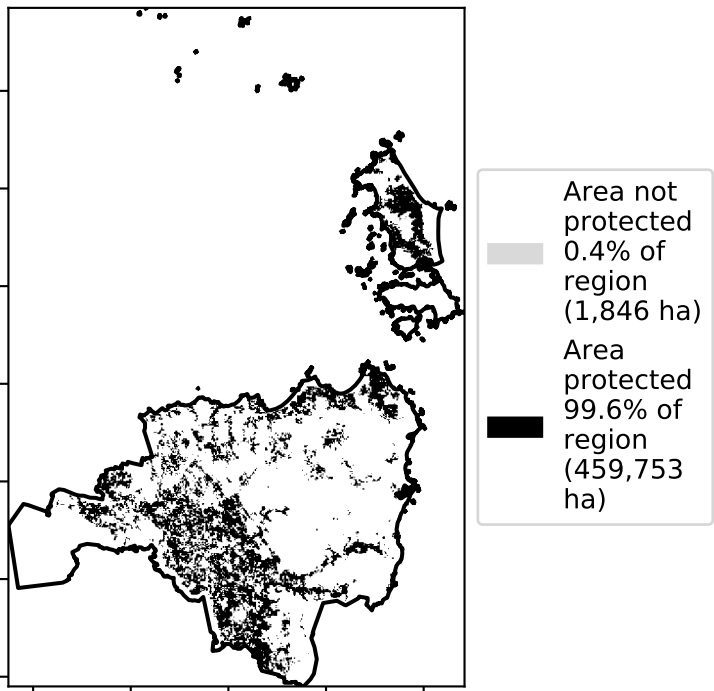 Area not
protected
0.4% of
region
(1,846 ha)
Area
protected
99.6% of
region
(459,753
ha)